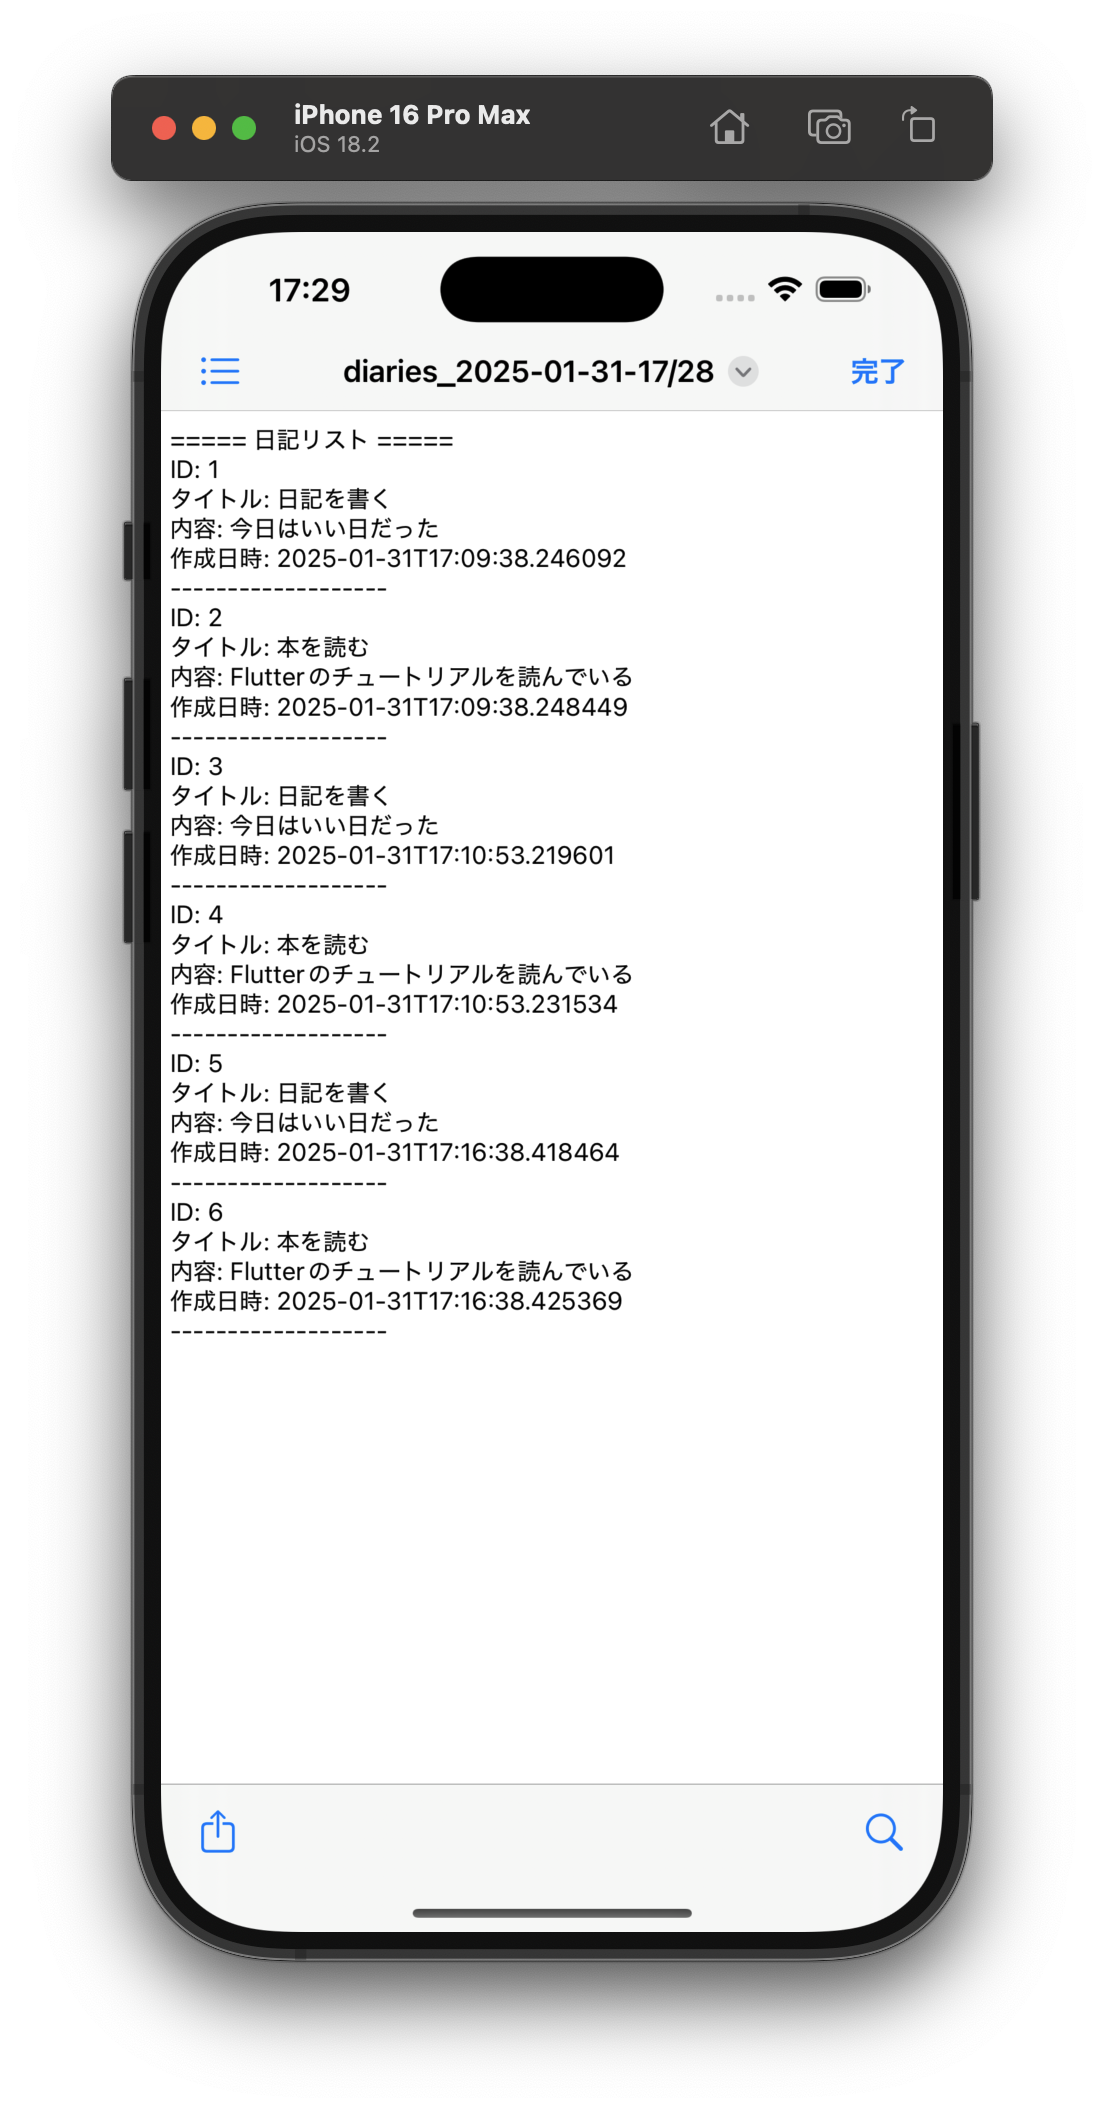 iPhone 16 Pro Max
iOS 18.2
17:29
diaries_2025-01-31-17/28
完了
===== 日記リスト =====
ID: 1
タイトル: 日記を書く
内容: 今日はいい日だった
作成日時: 2025-01-31T17:09:38.246092
-------------------
ID: 2
タイトル: 本を読む
内容: Flutterのチュートリアルを読んでいる
作成日時: 2025-01-31T17:09:38.248449
-------------------
ID: 3
タイトル: 日記を書く
内容: 今日はいい日だった
作成日時: 2025-01-31T17:10:53.219601
-------------------
ID: 4
タイトル: 本を読む
内容: Flutterのチュートリアルを読んでいる
作成日時: 2025-01-31T17:10:53.231534
-------------------
ID: 5
タイトル: 日記を書く
内容: 今日はいい日だった
作成日時: 2025-01-31T17:16:38.418464
-------------------
ID: 6
タイトル: 本を読む
内容: Flutterのチュートリアルを読んでいる
作成日時: 2025-01-31T17:16:38.425369
-------------------